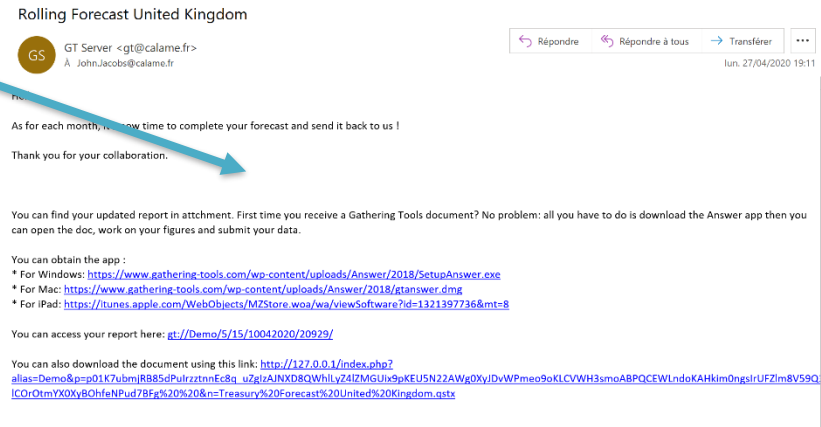 Rolling Forecast United Kingdom
GS
GT Server <gt@calame.fr>
À John.Jacobs@calame.fr
Répondre
Répondre à tous
Transférer
...
lun. 27/04/2020 19:11
As for each month, now time to complete your forecast and send it back to us !
Thank you for your collaboration.
You can find your updated report in attchment. First time you receive a Gathering Tools document? No problem: all you have to do is download the Answer app then you
can open the doc, work on your figures and submit your data.
You can obtain the app :
* For Windows: https://www.gathering-tools.com/wp-content/uploads/Answer/2018/SetupAnswer.exe
* For Mac: https://www.gathering-tools.com/wp-content/uploads/Answer/2018/gtanswer.dmg
* For iPad: https://itunes.apple.com/WebObjects/MZStore.woa/wa/viewSoftware?id=1321397736&mt=8
You can access your report here: gt://Demo/5/15/10042020/20929/
You can also download the document using this link: http://127.0.0.1/index.php?
alias=Demo&p=p01K7ubmjRB85dPuIrzztnnEc8q_uZgIzAJNXD8QWhlLyZ4lZMGUix9pKEU5N22AWg0XyJDvWPmeo9oKLCVWH3smoABPQCEWLndoKAHkim0ngsIrUFZlm8V59Q
lCOrOtmYX0XyBOhfeNPud7BFg%20%20&n=Treasury%20Forecast%20United%20Kingdom.qstx